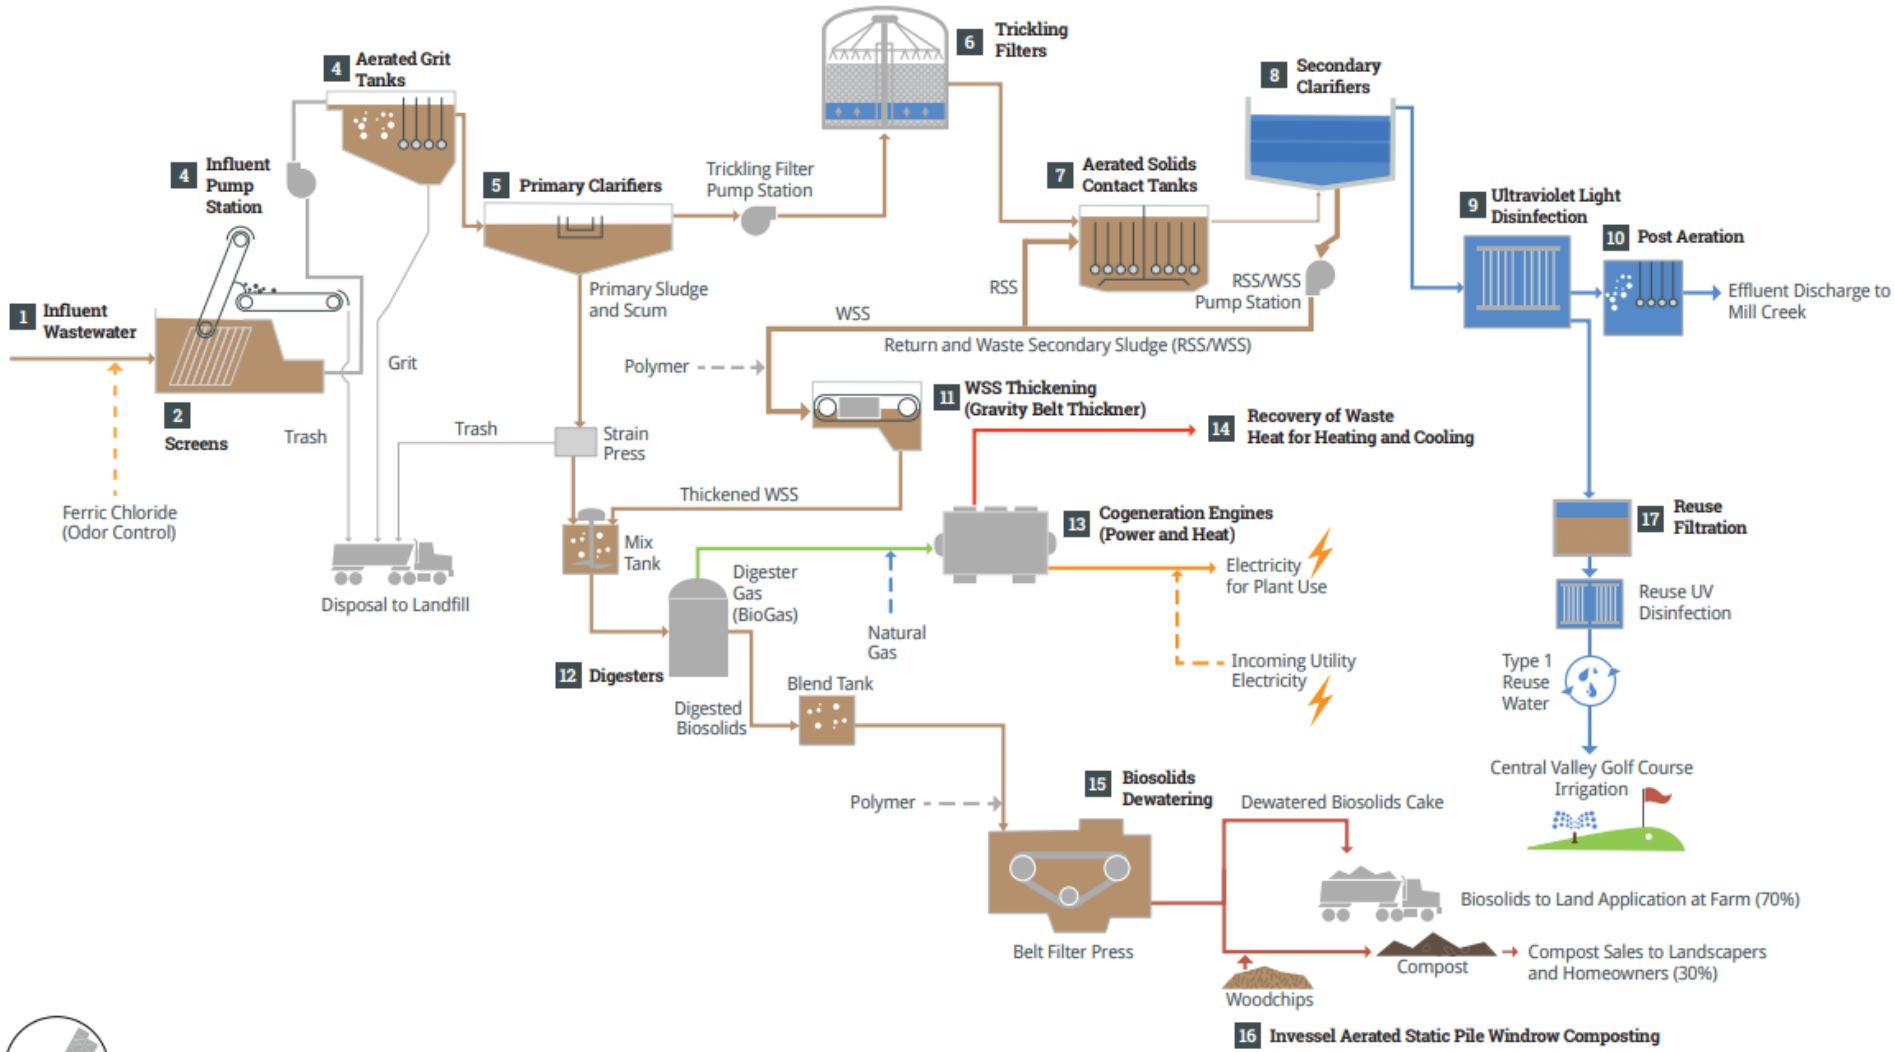 4
Aerated Grit
Tanks
6
Trickling
Filters
8
Secondary
Clarifiers
4
Influent
Pump
Station
5
Primary Clarifiers
Trickling Filter
Pump Station
7
Aerated Solids
Contact Tanks
9
Ultraviolet Light
Disinfection
10
Post Aeration
Effluent Discharge to
Mill Creek
1
Influent
Wastewater
Primary Sludge
and Scum
RSS
RSS/WSS
Pump Station
WSS
Return and Waste Secondary Sludge (RSS/WSS)
Polymer
Grit
2
Screens
Trash
Trash
Strain
Press
11
WSS Thickening
(Gravity Belt Thickner)
14
Recovery of Waste
Heat for Heating and Cooling
Thickened WSS
Ferric Chloride
(Odor Control)
Disposal to Landfill
Mix
Tank
13
Cogeneration Engines
(Power and Heat)
Electricity
for Plant Use
Digester
Gas
(BioGas)
Natural
Gas
Incoming Utility
Electricity
17
Reuse
Filtration
Reuse UV
Disinfection
Type 1
Reuse
Water
12
Digesters
Blend Tank
Digested
Biosolids
Central Valley Golf Course
Irrigation
Polymer
15
Biosolids
Dewatering
Dewatered Biosolids Cake
Biosolids to Land Application at Farm (70%)
Belt Filter Press
Compost
Compost Sales to Landscapers
and Homeowners (30%)
Woodchips
16
Invessel Aerated Static Pile Windrow Composting